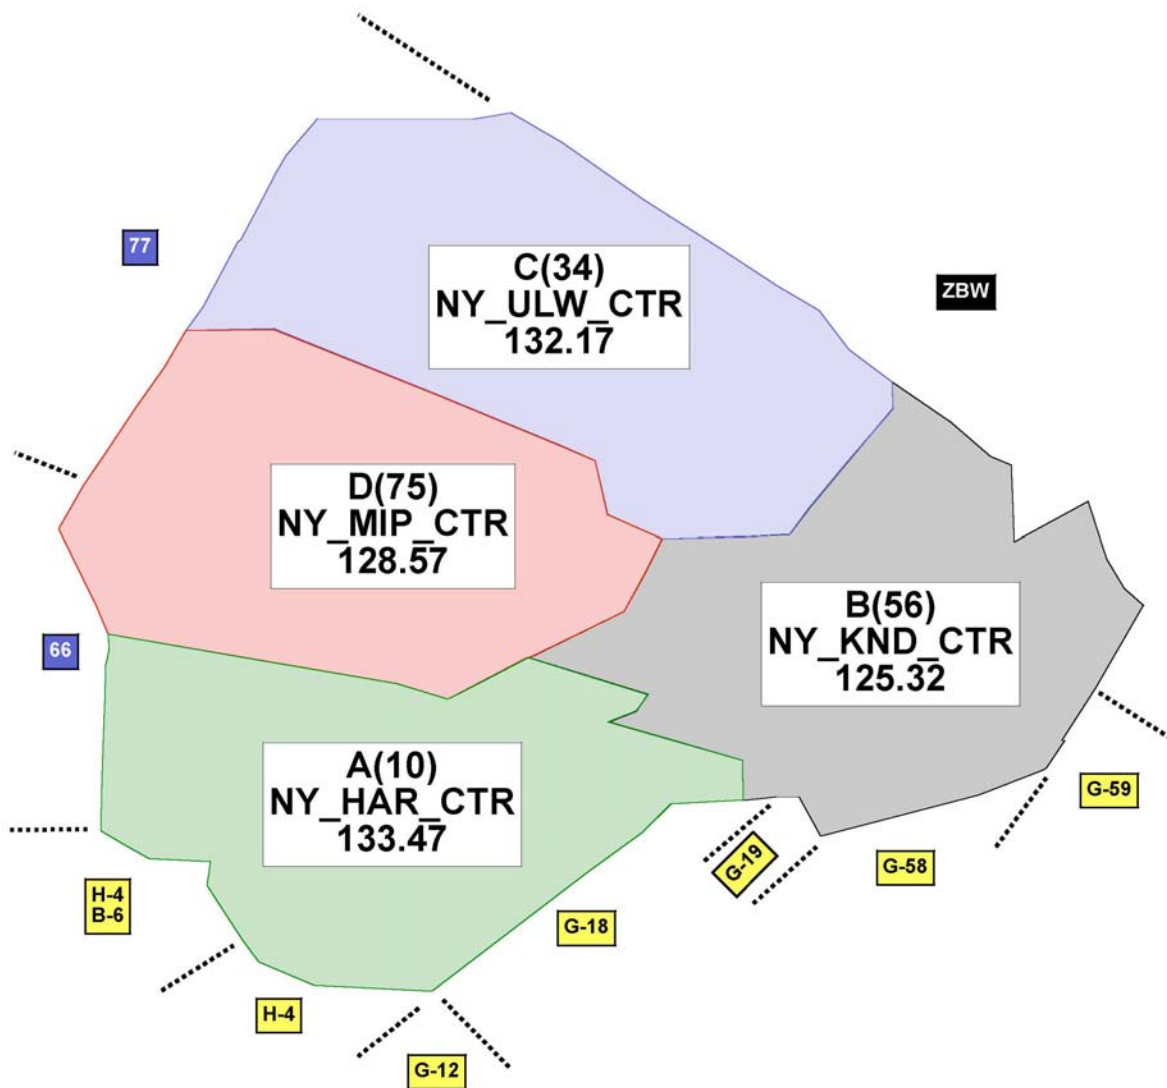 77
C(34)
NY_ULW_CTR
132.17
ZBW
D(75)
NY_MIP_CTR
128.57
B(56)
NY_KND_CTR
125.32
66
A(10)
NY_HAR_CTR
133.47
G-59
G-19
G-58
H-4
B-6
G-18
H-4
G-12